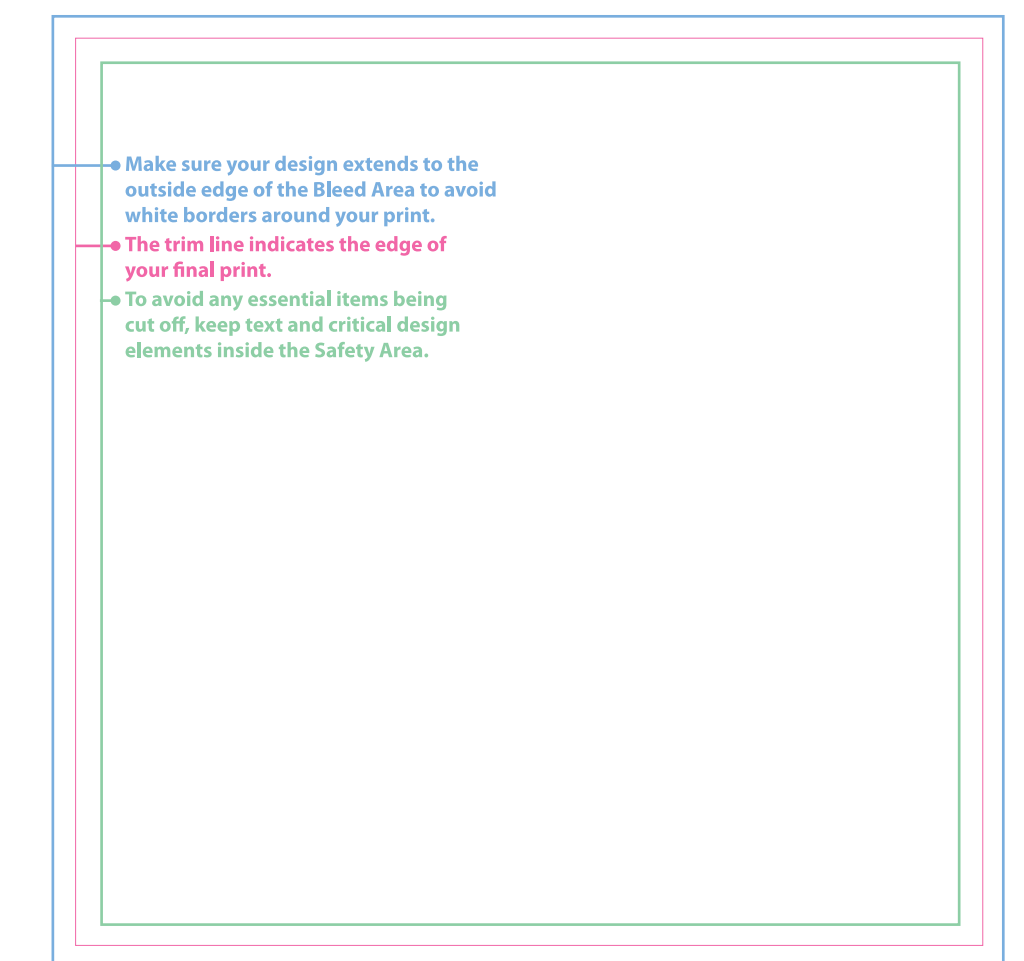 Make sure your design extends to the
outside edge of the Bleed Area to avoid
white borders around your print.
The trim line indicates the edge of
your final print.
To avoid any essential items being
cut off, keep text and critical design
elements inside the Safety Area.